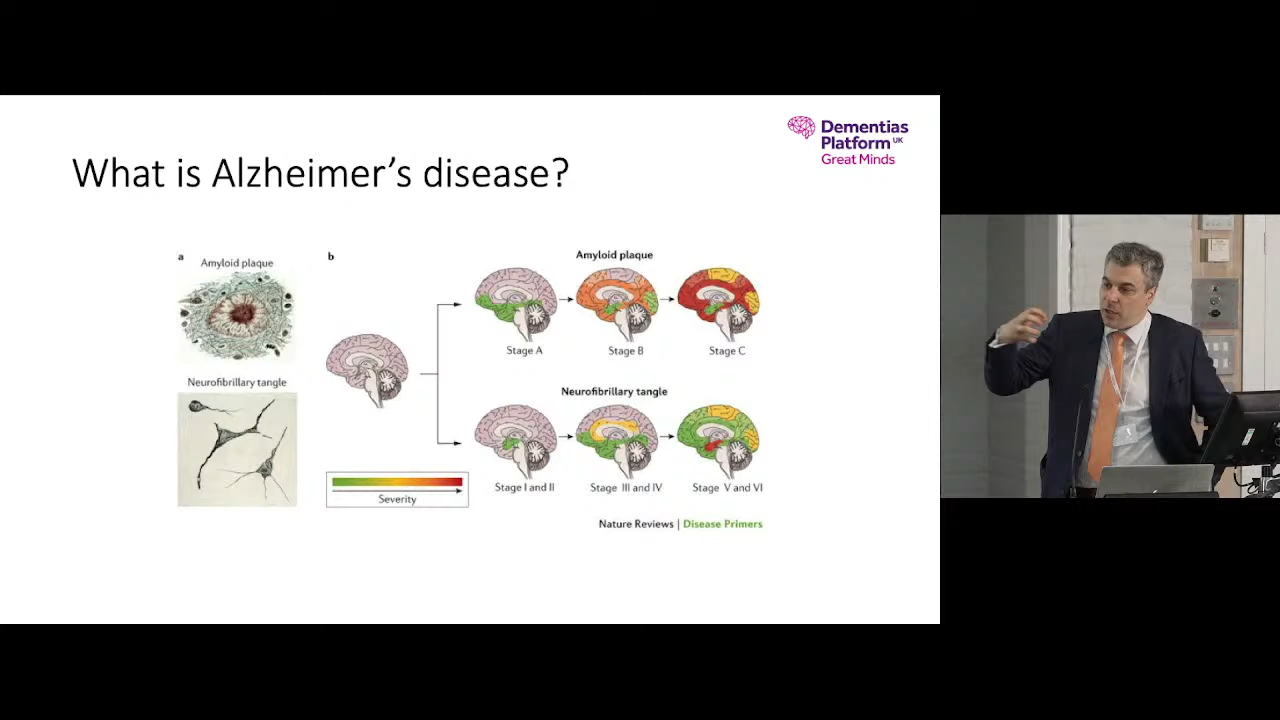 Dementias
Platform UK
Great Minds
What is Alzheimer's disease?
a
Amyloid plaque
Neurofibrillary tangle
b
Severity
Amyloid plaque
Stage A
Stage B
Stage C
Neurofibrillary tangle
Stage I and II
Stage III and IV
Stage V and VI
Nature Reviews | Disease Primers